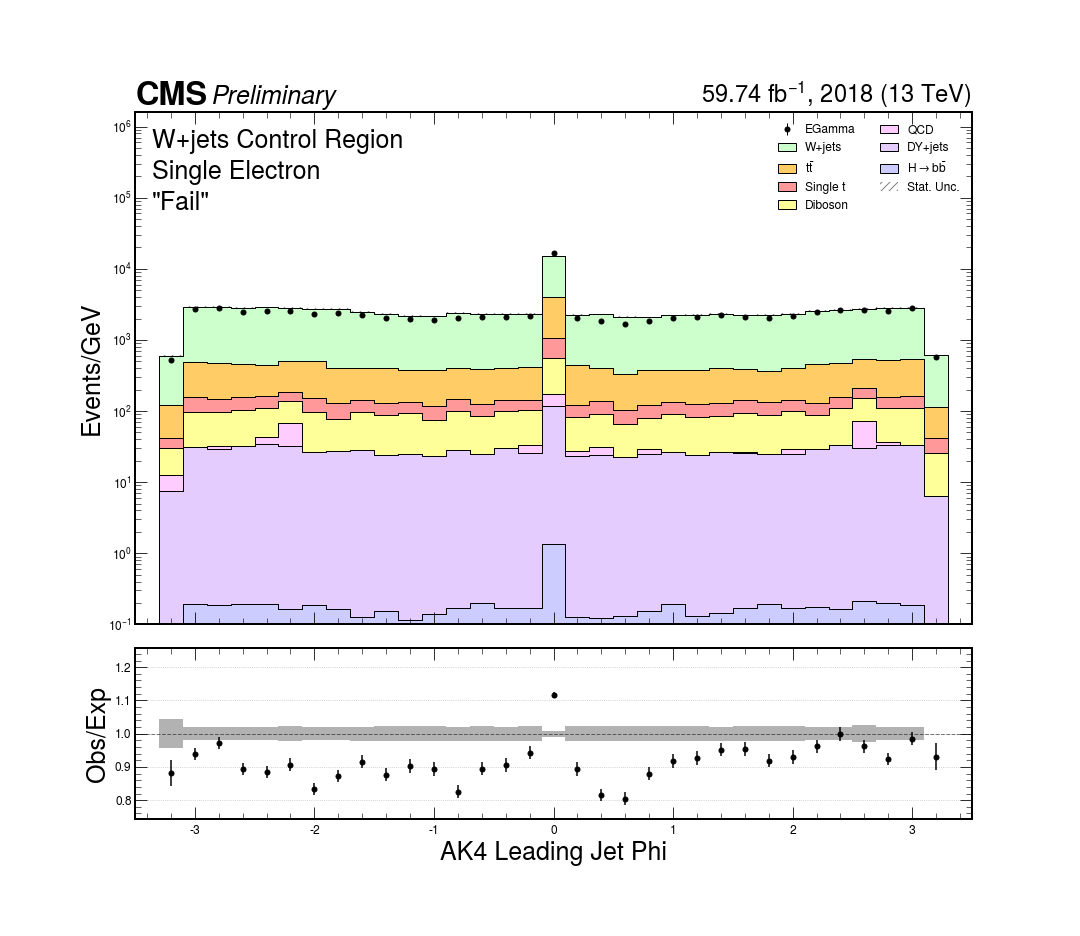 CMS Preliminary
59.74 fb⁻¹, 2018 (13 TeV)
W+jets Control Region
Single Electron
"Fail"
EGamma
W+jets
tt̄
Single t
Diboson
QCD
DY+jets
H→bb̄
Stat. Unc.
Events/GeV
10⁶
10⁵
10⁴
10³
10²
10¹
10⁰
10⁻¹
Obs/Exp
1.2
1.1
1.0
0.9
0.8
-3 -2 -1 0 1 2 3
AK4 Leading Jet Phi